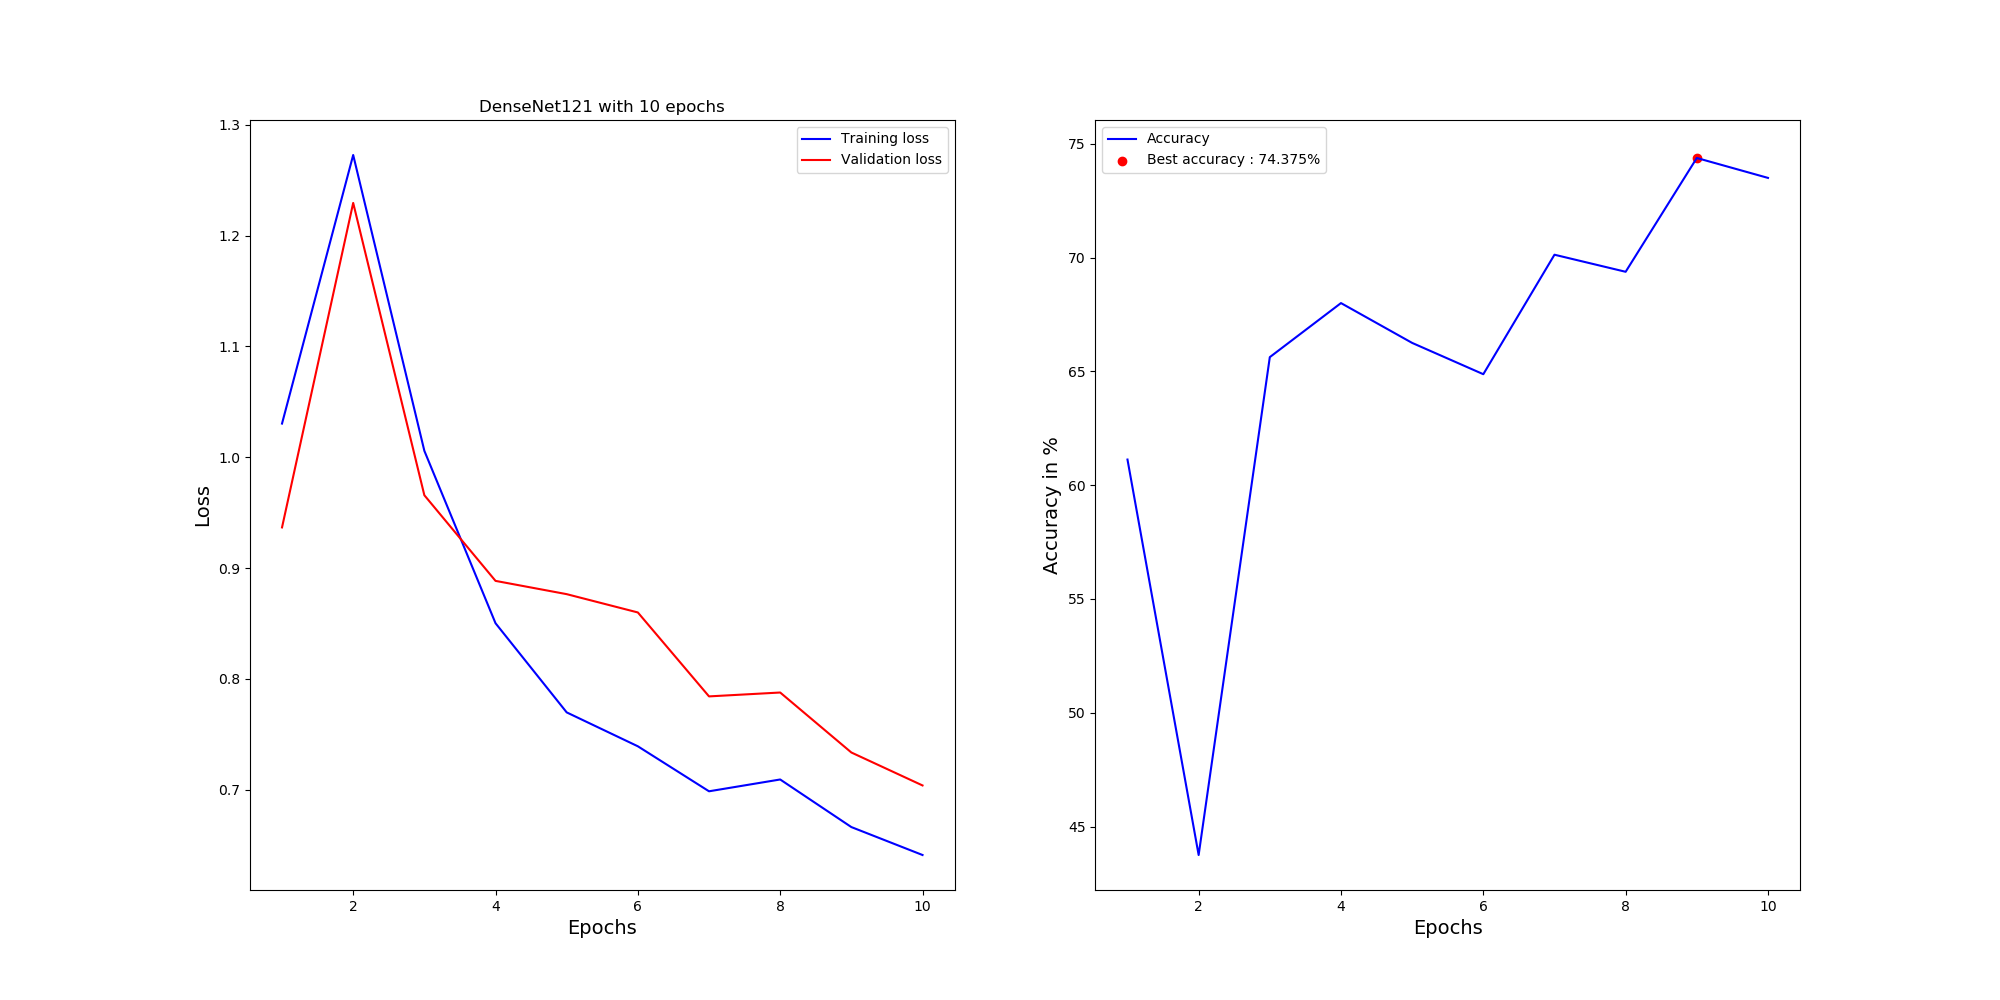 DenseNet121 with 10 epochs
1.3
1.2
1.1
1.0
0.9
0.8
0.7
Loss
Training loss
Validation loss
2 4 6 8 10
Epochs
75
70
65
60
55
50
45
Accuracy in %
Accuracy
Best accuracy : 74.375%
2 4 6 8 10
Epochs